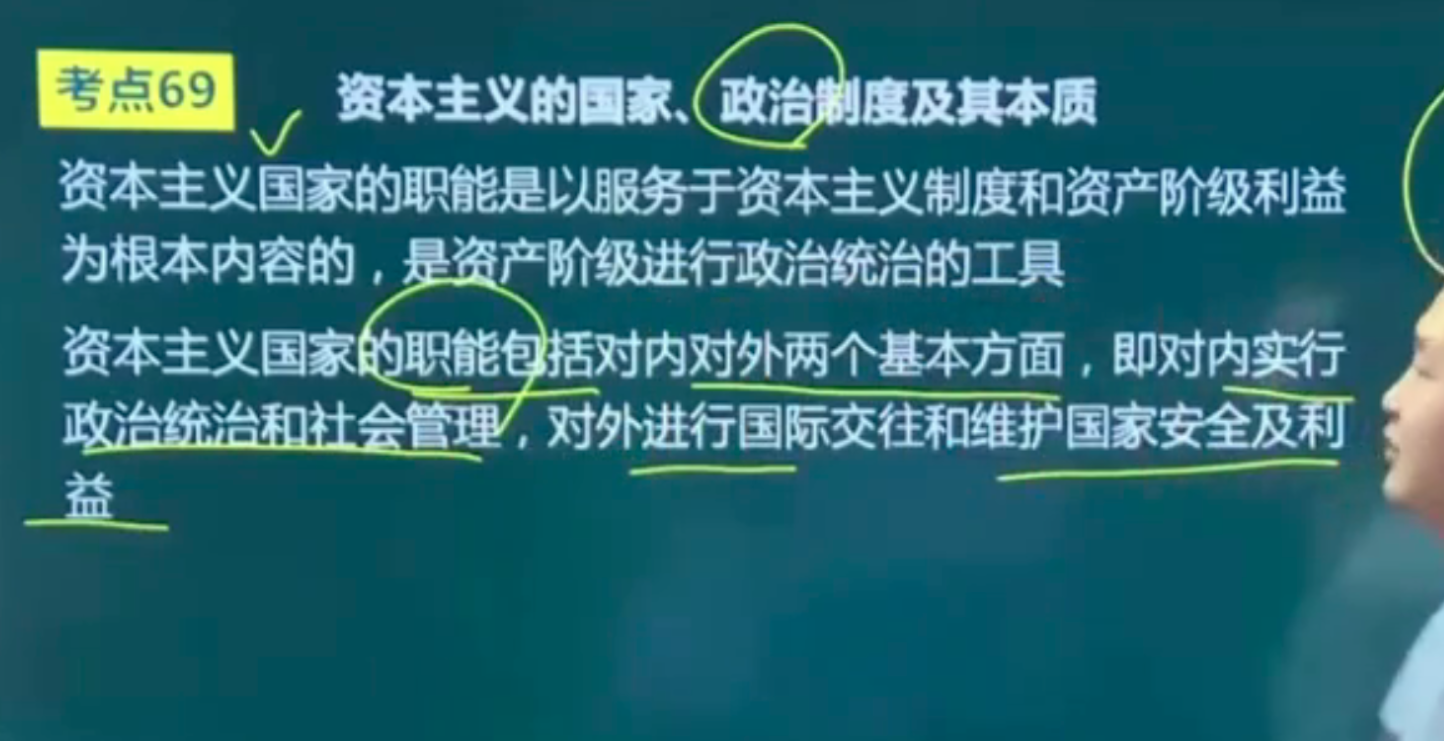 考点69
资本主义的国家、政治制度及其本质
资本主义国家的职能是以服务于资本主义制度和资产阶级利益
为根本内容的，是资产阶级进行政治统治的工具
资本主义国家的职能包括对内对外两个基本方面，即对内实行
政治统治和社会管理，对外进行国际交往和维护国家安全及利
益